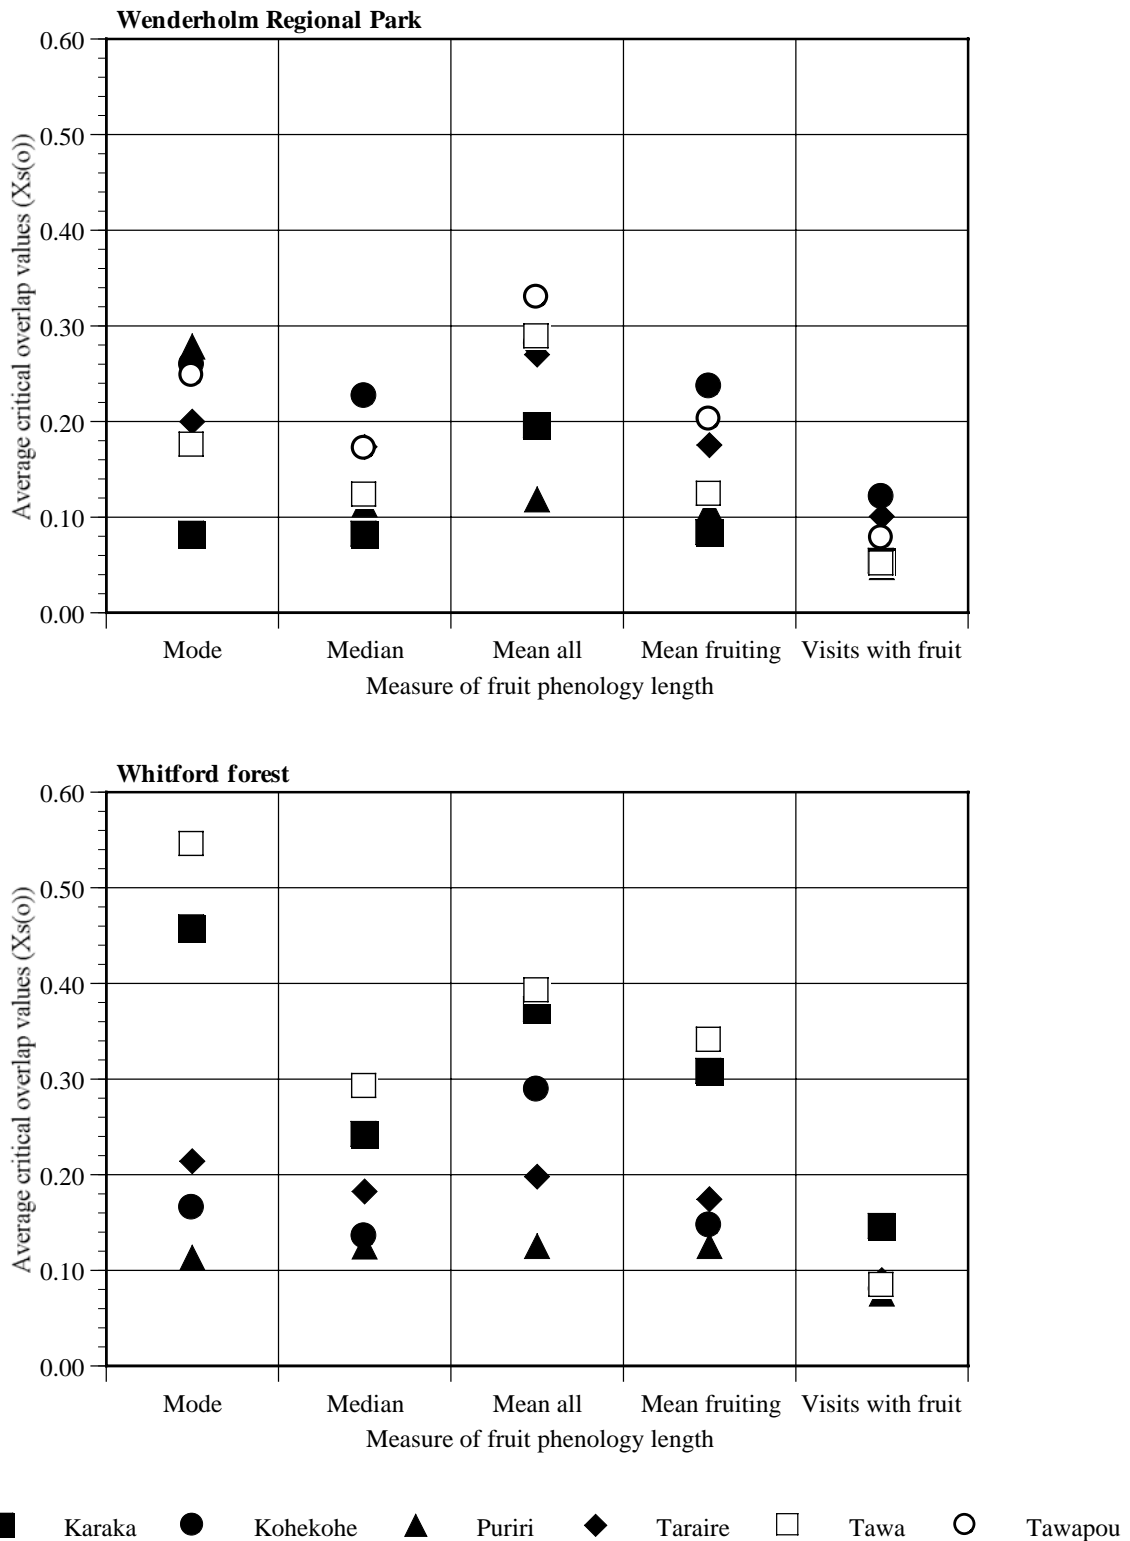 Wenderholm Regional Park
0.60
0.50
0.40
0.30
0.20
0.10
0.00
Average critical overlap values (Xs(o))
Mode Median Mean all Mean fruiting Visits with fruit
Measure of fruit phenology length
Whitford forest
0.60
0.50
0.40
0.30
0.20
0.10
0.00
Average critical overlap values (Xs(o))
Mode Median Mean all Mean fruiting Visits with fruit
Measure of fruit phenology length
Karaka Kohekohe Puriri Taraire Tawa Tawapou